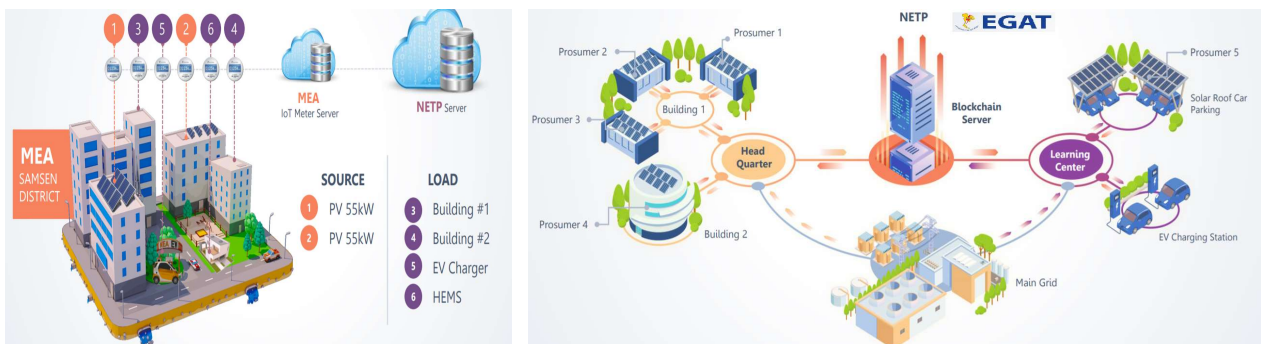 1 3 5 2 6 4
MEA
IoT Meter Server
NETP Server
MEA
SAMSEN
DISTRICT
SOURCE
1 PV 55kW
2 PV 55kW
LOAD
3 Building #1
4 Building #2
5 EV Charger
6 HEMS
NETP
EGAT
Prosumer 1
Prosumer 2
Building 1
Prosumer 3
Prosumer 4
Building 2
Head
Quarter
Blockchain
Server
Learning
Center
Prosumer 5
Solar Roof Car
Parking
EV Charging Station
Main Grid